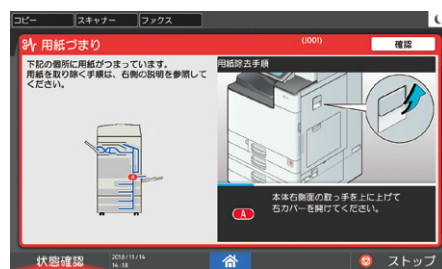 コピー
スキャナー
ファクス
用紙づまり
(J001)
確認
下記の個所に用紙がつまっています。
用紙を取り除く手順は、右側の説明を参照して
ください。
用紙除去手順
A
A
本体右側面の取っ手を上に上げて
右カバーを開けてください。
状態確認
2018/11/14
14:18
ストップ